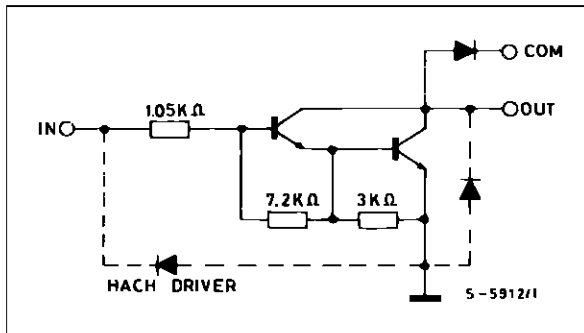 COM
OUT
1.05KΩ
IN
7.2KΩ 3KΩ
HACH DRIVER
S-5912/1